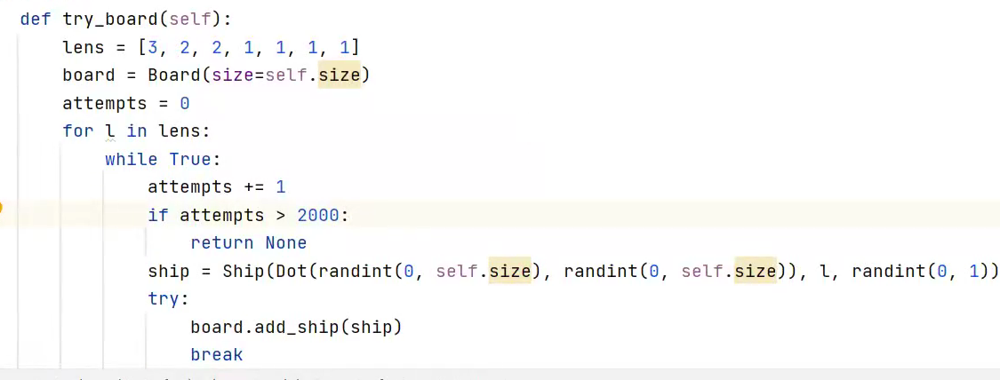 def try_board(self):
    lens = [3, 2, 2, 1, 1, 1, 1]
    board = Board(size=self.size)
    attempts = 0
    for l in lens:
        while True:
            attempts += 1
            if attempts > 2000:
                return None
            ship = Ship(Dot(randint(0, self.size), randint(0, self.size)), l, randint(0, 1))
            try:
                board.add_ship(ship)
                break